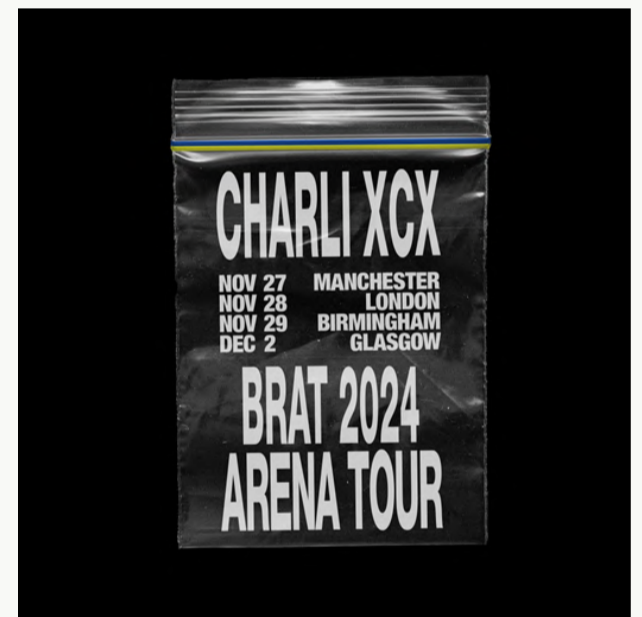 CHARLI XCX
NOV 27 MANCHESTER
NOV 28 LONDON
NOV 29 BIRMINGHAM
DEC 2 GLASGOW
BRAT 2024
ARENA TOUR